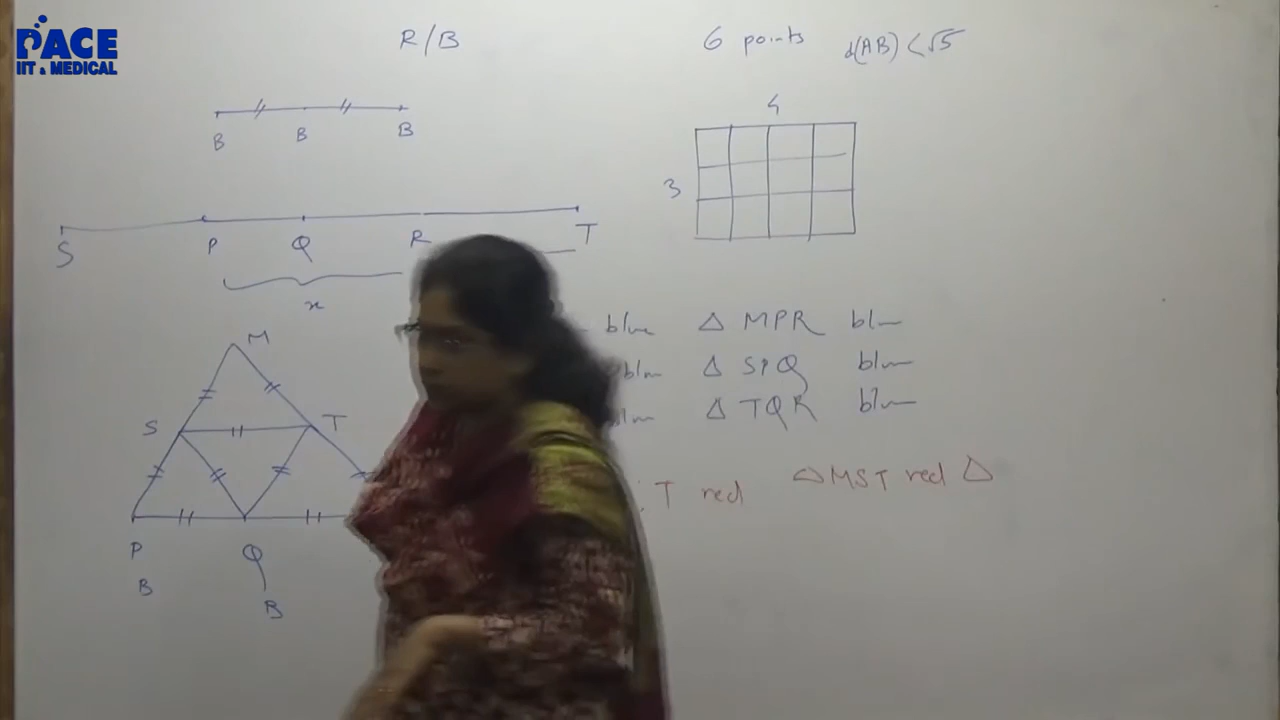 PACE
IIT & MEDICAL
R/B
6 points d(AB) < √5
B B B
4
3
S P Q R T
x
M
S T
P Q
B B
blue Δ MPR blue
blue Δ SPQ blue
blue Δ TQR blue
: T red Δ MST red Δ